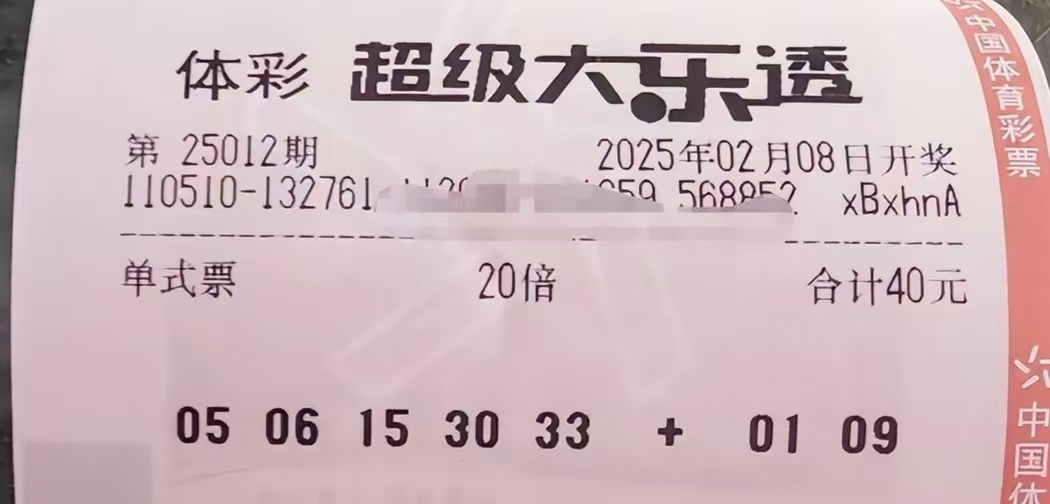 体彩 超级大乐透
第 25012期 2025年02月08日开奖
110510-132761 568852 xBxhnA
单式票 20倍 合计40元
05 06 15 30 33 + 01 09
中国体育彩票
中国体